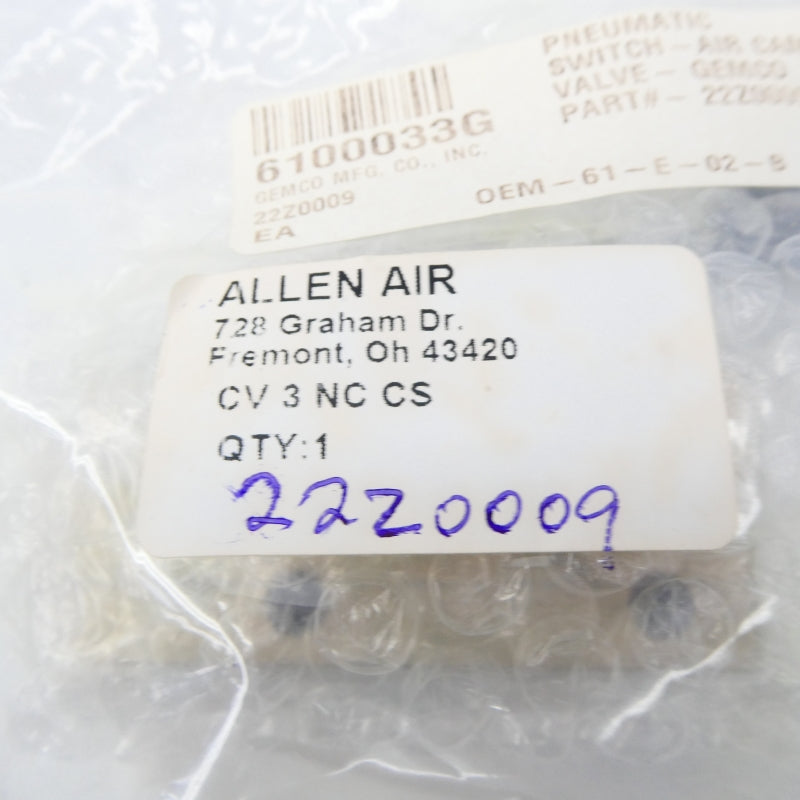 PNEUMATIC
SWITCH - AIR CAM
VALVE - GEMCO
PART# - 22Z0009
6100033G
GEMCO MFG. CO., INC.
22Z0009
EA
OEM-61-E-02-8
ALLEN AIR
728 Graham Dr.
Fremont, Oh 43420
CV 3 NC CS
QTY:1
22Z0009